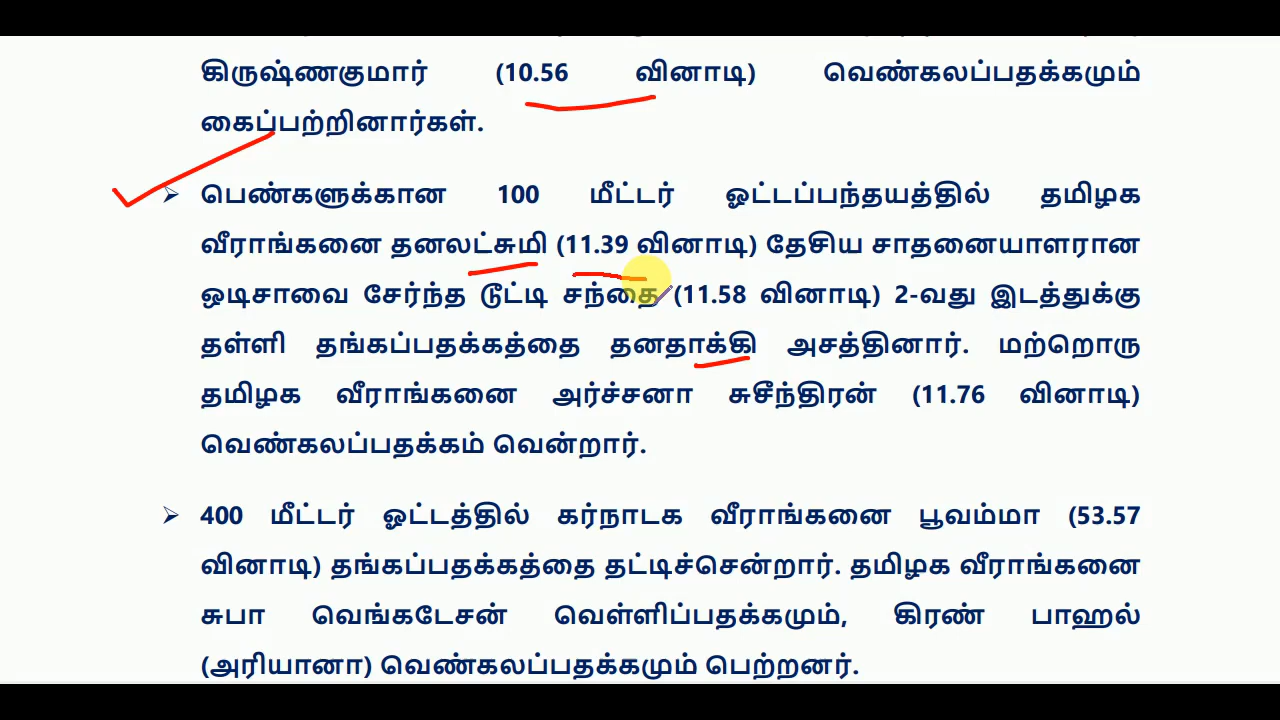 கிருஷ்ணகுமார் (10.56 வினாடி) வெண்கலப்பதக்கமும்
கைப்பற்றினார்கள்.
➢ பெண்களுக்கான 100 மீட்டர் ஓட்டப்பந்தயத்தில் தமிழக
வீராங்கனை தனலட்சுமி (11.39 வினாடி) தேசிய சாதனையாளரான
ஒடிசாவை சேர்ந்த டூட்டி சந்தை (11.58 வினாடி) 2-வது இடத்துக்கு
தள்ளி தங்கப்பதக்கத்தை தனதாக்கி அசத்தினார். மற்றொரு
தமிழக வீராங்கனை அர்ச்சனா சுசீந்திரன் (11.76 வினாடி)
வெண்கலப்பதக்கம் வென்றார்.
➢ 400 மீட்டர் ஓட்டத்தில் கர்நாடக வீராங்கனை பூவம்மா (53.57
வினாடி) தங்கப்பதக்கத்தை தட்டிச்சென்றார். தமிழக வீராங்கனை
சுபா வெங்கடேசன் வெள்ளிப்பதக்கமும், கிரண் பாஹல்
(அரியானா) வெண்கலப்பதக்கமும் பெற்றனர்.